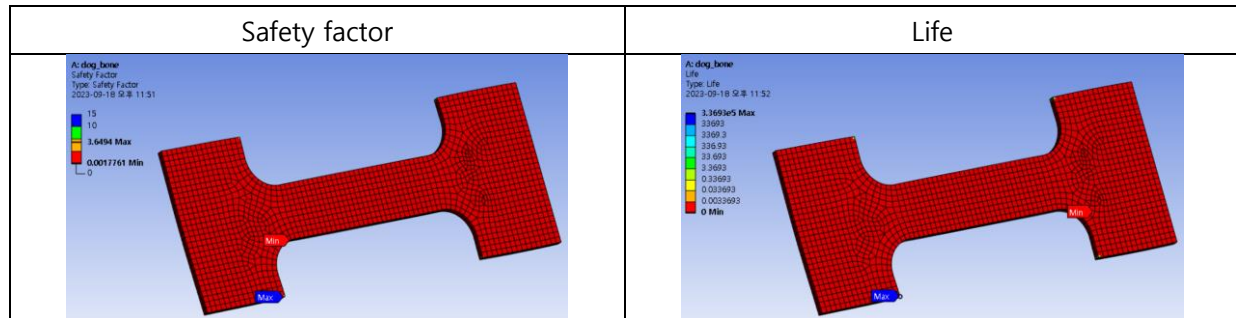 Safety factor
Life
A: dog_bone
Safety Factor
Type: Safety Factor
2023-09-18 오후 11:51
15
10
3.6494 Max
0.0017761 Min
0
Min
Max
A: dog_bone
Life
Type: Life
2023-09-18 오후 11:52
3.3693e5 Max
33693
3369.3
336.93
33.693
3.3693
0.33693
0.033693
0.0033693
0 Min
Min
Max